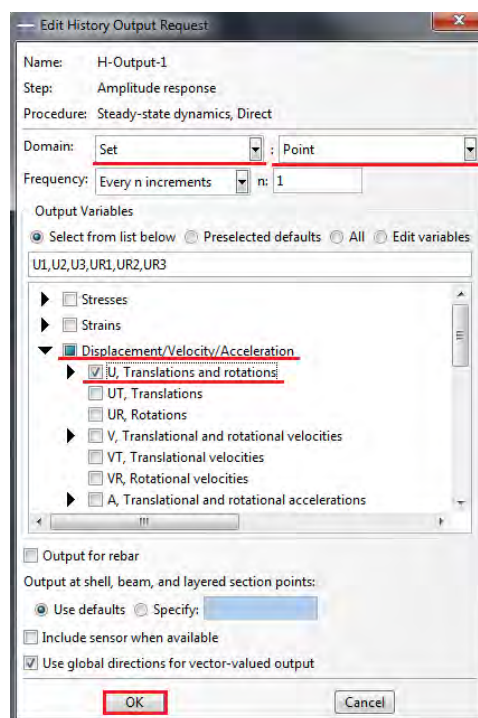 Edit History Output Request
Name: H-Output-1
Step: Amplitude response
Procedure: Steady-state dynamics, Direct
Domain: Set : Point
Frequency: Every n increments n: 1
Output Variables
Select from list below Preselected defaults All Edit variables
U1,U2,U3,UR1,UR2,UR3
Stresses
Strains
Displacement/Velocity/Acceleration
U, Translations and rotations
UT, Translations
UR, Rotations
V, Translational and rotational velocities
VT, Translational velocities
VR, Rotational velocities
A, Translational and rotational accelerations
Output for rebar
Output at shell, beam, and layered section points:
Use defaults Specify:
Include sensor when available
Use global directions for vector-valued output
OK Cancel